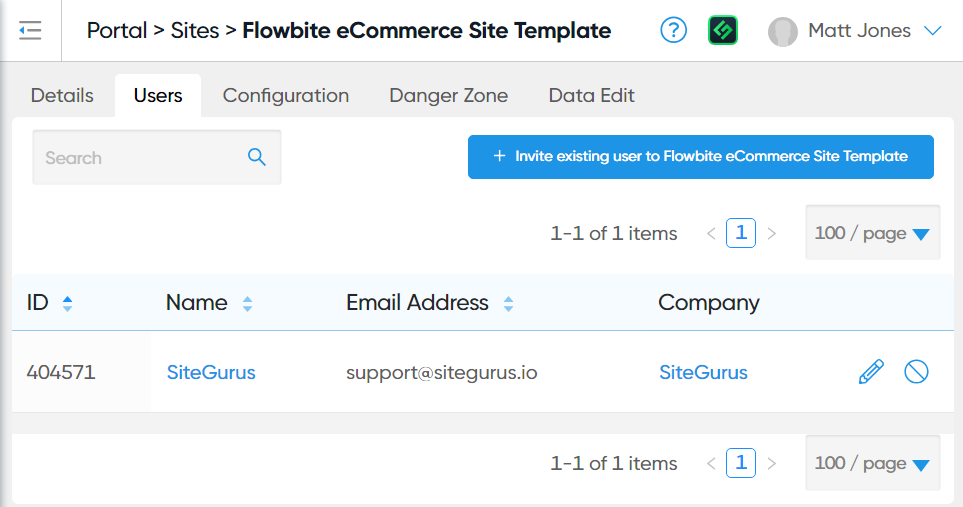 Portal > Sites > Flowbite eCommerce Site Template
?
Matt Jones
Details Users Configuration Danger Zone Data Edit
Search
+ Invite existing user to Flowbite eCommerce Site Template
1-1 of 1 items < 1 > 100 / page
ID Name Email Address Company
404571 SiteGurus support@sitegurus.io SiteGurus
1-1 of 1 items < 1 > 100 / page